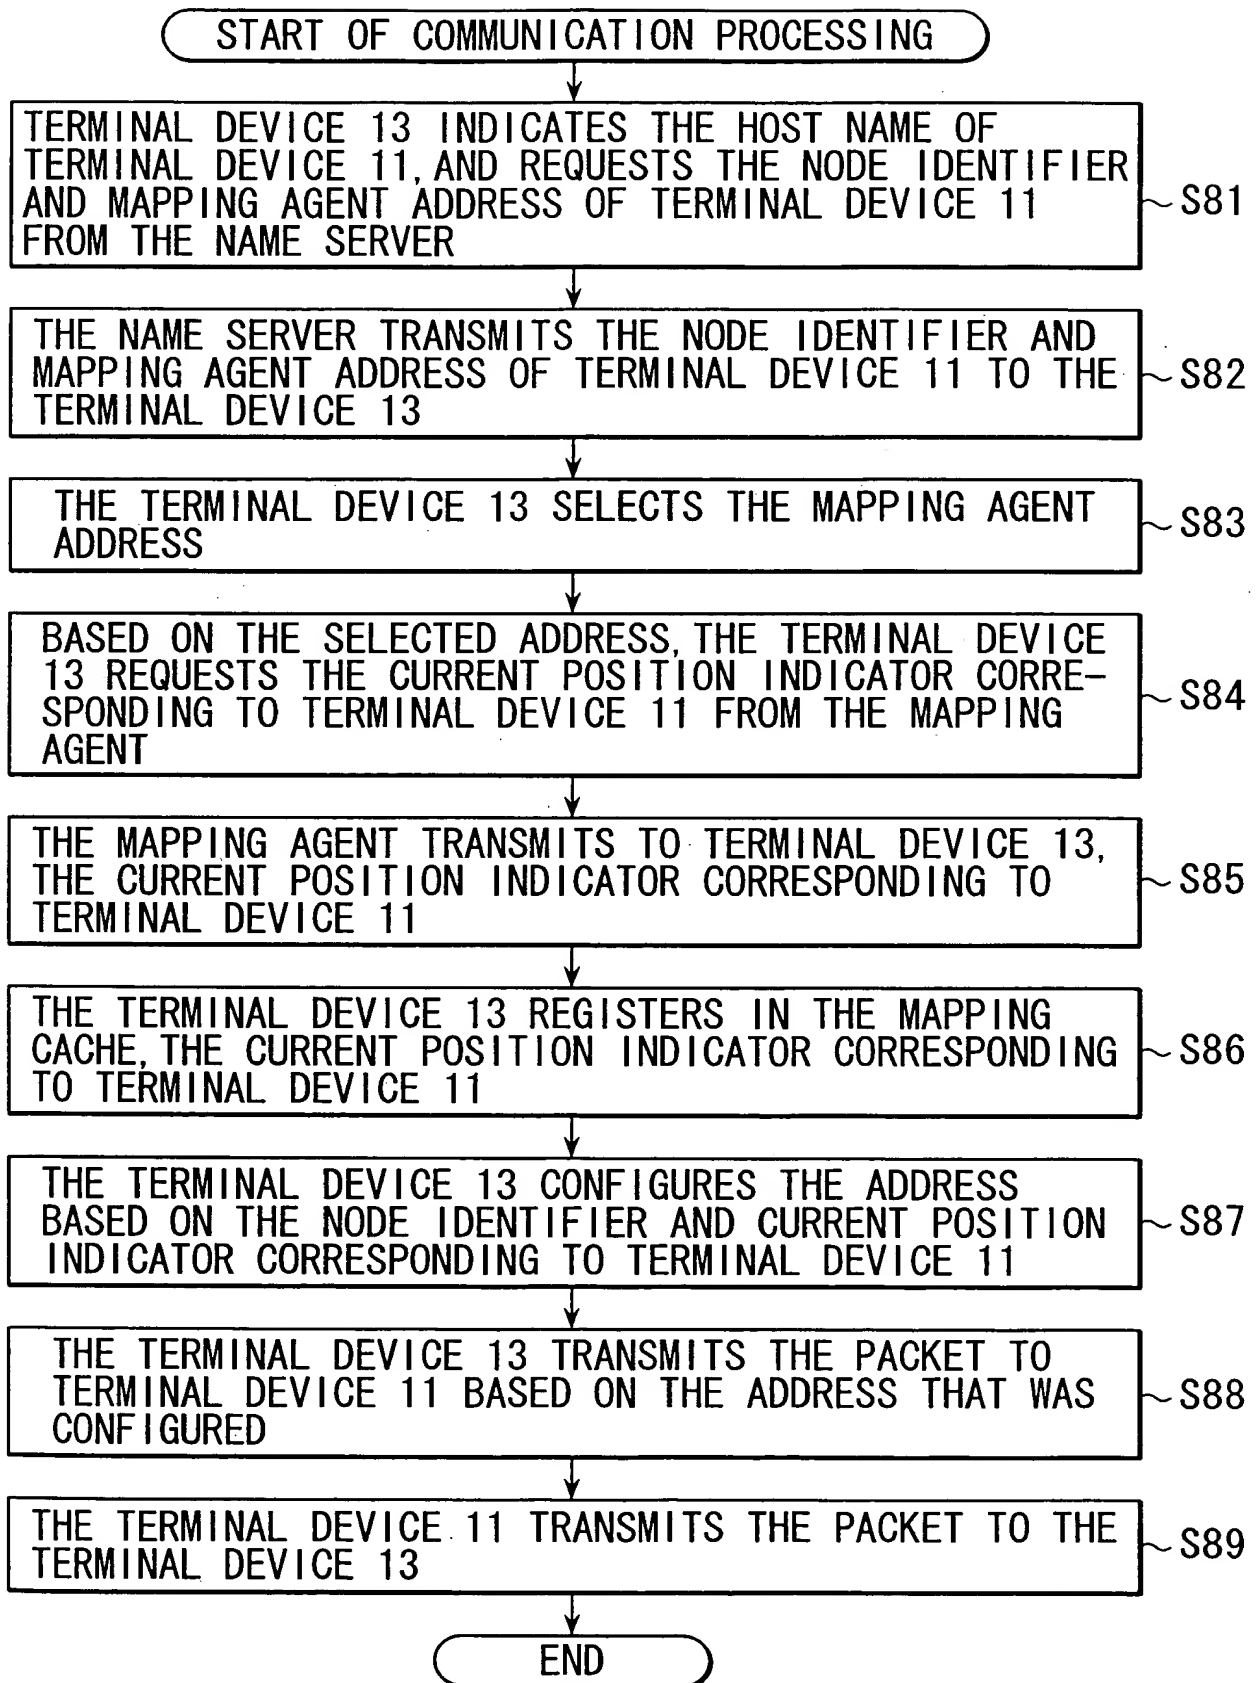 START OF COMMUNICATION PROCESSING
TERMINAL DEVICE 13 INDICATES THE HOST NAME OF
TERMINAL DEVICE 11, AND REQUESTS THE NODE IDENTIFIER
AND MAPPING AGENT ADDRESS OF TERMINAL DEVICE 11
FROM THE NAME SERVER
S81
THE NAME SERVER TRANSMITS THE NODE IDENTIFIER AND
MAPPING AGENT ADDRESS OF TERMINAL DEVICE 11 TO THE
TERMINAL DEVICE 13
S82
THE TERMINAL DEVICE 13 SELECTS THE MAPPING AGENT
ADDRESS
S83
BASED ON THE SELECTED ADDRESS, THE TERMINAL DEVICE
13 REQUESTS THE CURRENT POSITION INDICATOR CORRE-
SPONDING TO TERMINAL DEVICE 11 FROM THE MAPPING
AGENT
S84
THE MAPPING AGENT TRANSMITS TO TERMINAL DEVICE 13,
THE CURRENT POSITION INDICATOR CORRESPONDING TO
TERMINAL DEVICE 11
S85
THE TERMINAL DEVICE 13 REGISTERS IN THE MAPPING
CACHE, THE CURRENT POSITION INDICATOR CORRESPONDING
TO TERMINAL DEVICE 11
S86
THE TERMINAL DEVICE 13 CONFIGURES THE ADDRESS
BASED ON THE NODE IDENTIFIER AND CURRENT POSITION
INDICATOR CORRESPONDING TO TERMINAL DEVICE 11
S87
THE TERMINAL DEVICE 13 TRANSMITS THE PACKET TO
TERMINAL DEVICE 11 BASED ON THE ADDRESS THAT WAS
CONFIGURED
S88
THE TERMINAL DEVICE 11 TRANSMITS THE PACKET TO THE
TERMINAL DEVICE 13
S89
END